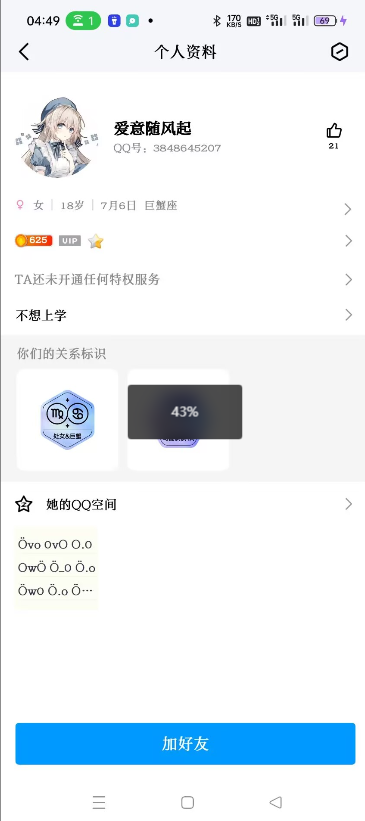 04:49 1 170 KB/S HD 5G 5G 69
个人资料
爱意随风起
QQ号：3848645207
21
女 18岁 7月6日 巨蟹座
625 VIP
TA还未开通任何特权服务
不想上学
你们的关系标识
处女&巨蟹
43%
她的QQ空间
Övo 0vO O.0
OwÖ Ö_0 Ö.o
Öw0 Ö.o Ō…
加好友